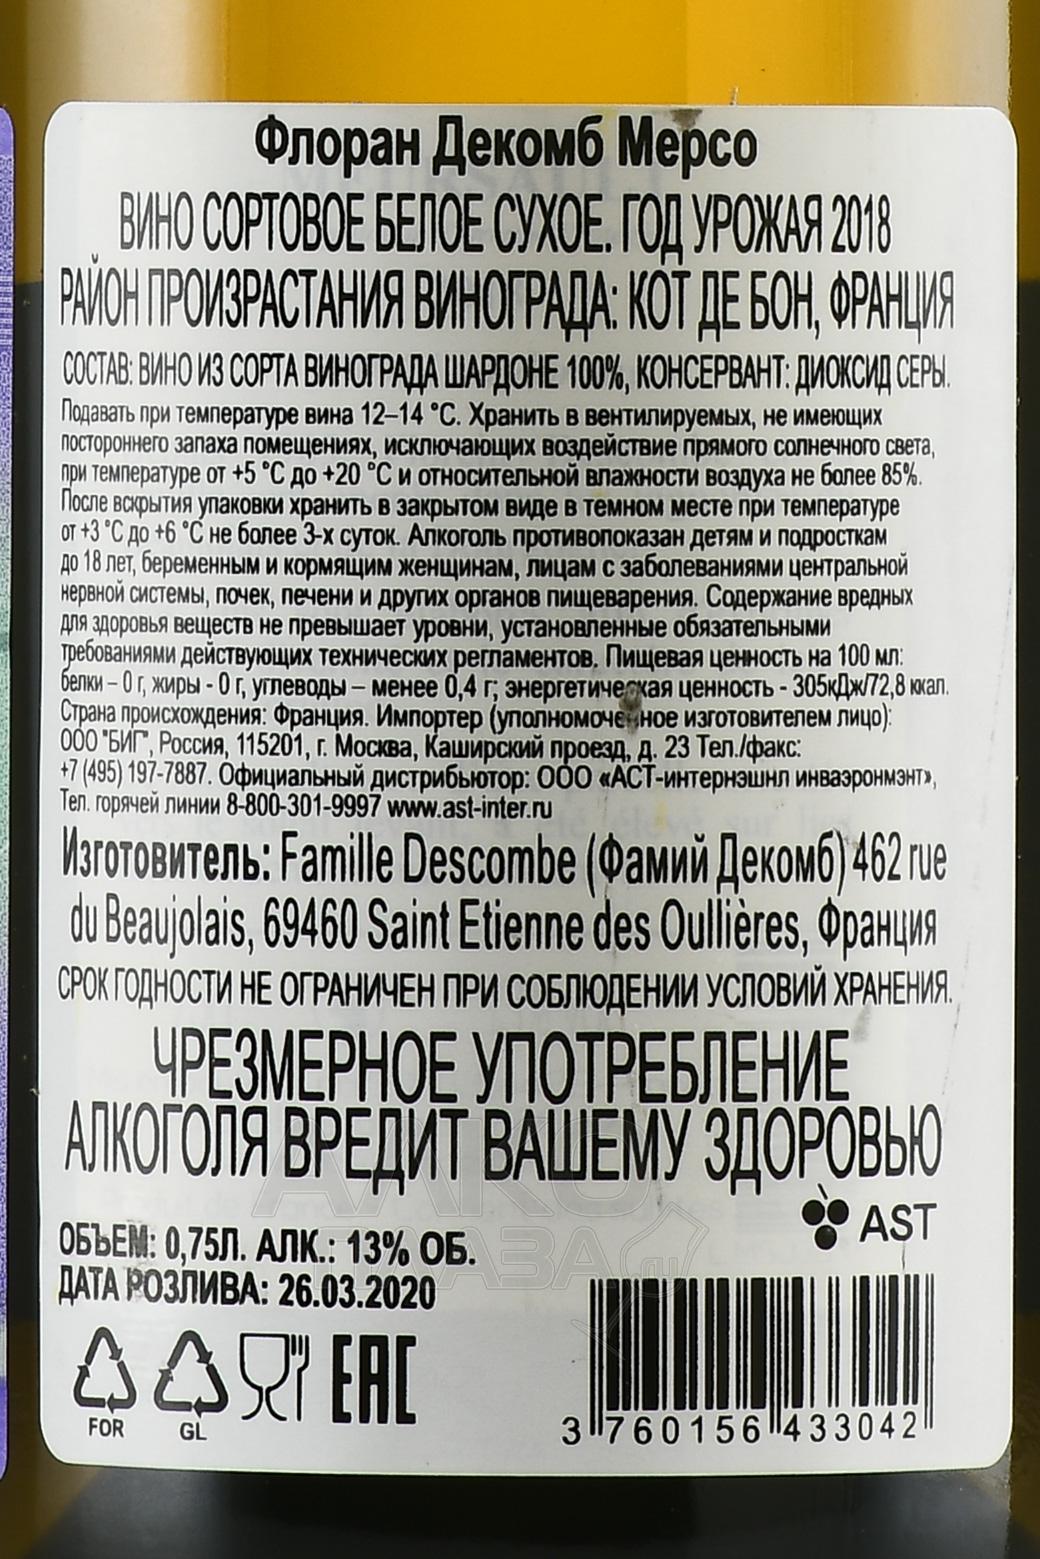 Флоран Декомб Мерсо
ВИНО СОРТОВОЕ БЕЛОЕ СУХОЕ. ГОД УРОЖАЯ 2018
РАЙОН ПРОИЗРАСТАНИЯ ВИНОГРАДА: КОТ ДЕ БОН, ФРАНЦИЯ
СОСТАВ: ВИНО ИЗ СОРТА ВИНОГРАДА ШАРДОНЕ 100%, КОНСЕРВАНТ: ДИОКСИД СЕРЫ.
Подавать при температуре вина 12–14 °С. Хранить в вентилируемых, не имеющих
постороннего запаха помещениях, исключающих воздействие прямого солнечного света,
при температуре от +5 °С до +20 °С и относительной влажности воздуха не более 85%.
После вскрытия упаковки хранить в закрытом виде в темном месте при температуре
от +3 °С до +6 °С не более 3-х суток. Алкоголь противопоказан детям и подросткам
до 18 лет, беременным и кормящим женщинам, лицам с заболеваниями центральной
нервной системы, почек, печени и других органов пищеварения. Содержание вредных
для здоровья веществ не превышает уровни, установленные обязательными
требованиями действующих технических регламентов. Пищевая ценность на 100 мл:
белки – 0 г, жиры - 0 г, углеводы – менее 0,4 г; энергетическая ценность - 305кДж/72,8 ккал.
Страна происхождения: Франция. Импортер (уполномоченное изготовителем лицо):
ООО "БИГ", Россия, 115201, г. Москва, Каширский проезд, д. 23 Тел./факс:
+7 (495) 197-7887. Официальный дистрибьютор: ООО «АСТ-интернэшнл инваэронмэнт»,
Тел. горячей линии 8-800-301-9997 www.ast-inter.ru
Изготовитель: Famille Descombe (Фамий Декомб) 462 rue
du Beaujolais, 69460 Saint Etienne des Oullières, Франция
СРОК ГОДНОСТИ НЕ ОГРАНИЧЕН ПРИ СОБЛЮДЕНИИ УСЛОВИЙ ХРАНЕНИЯ.
ЧРЕЗМЕРНОЕ УПОТРЕБЛЕНИЕ
АЛКОГОЛЯ ВРЕДИТ ВАШЕМУ ЗДОРОВЬЮ
AST
ОБЪЕМ: 0,75Л. АЛК.: 13% ОБ.
ДАТА РОЗЛИВА: 26.03.2020
АЛКО
ПЛАЗА.ru
FOR GL EAC
3 760156 433042